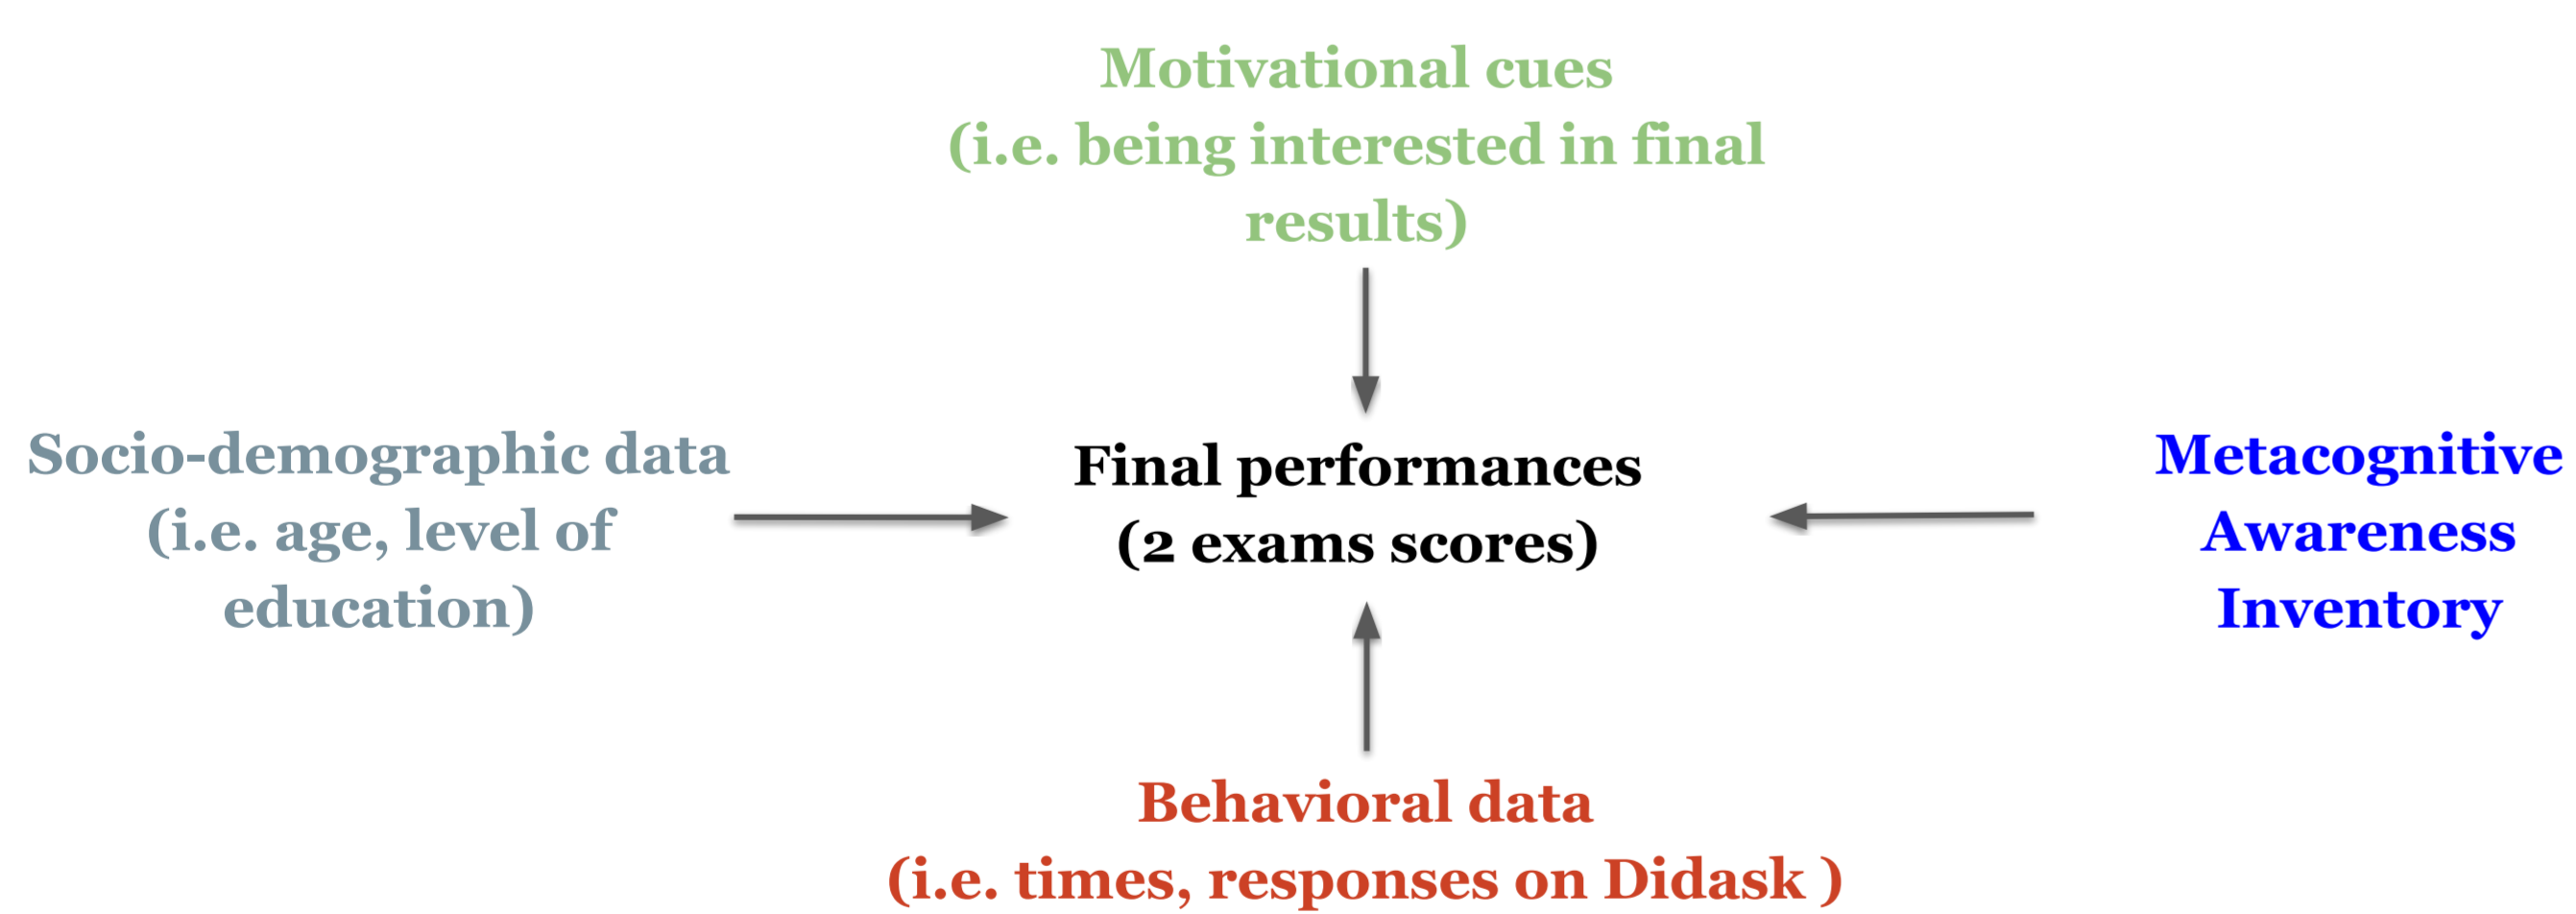 Motivational cues
(i.e. being interested in final
results)
Socio-demographic data
(i.e. age, level of
education)
Final performances
(2 exams scores)
Metacognitive
Awareness
Inventory
Behavioral data
(i.e. times, responses on Didask )